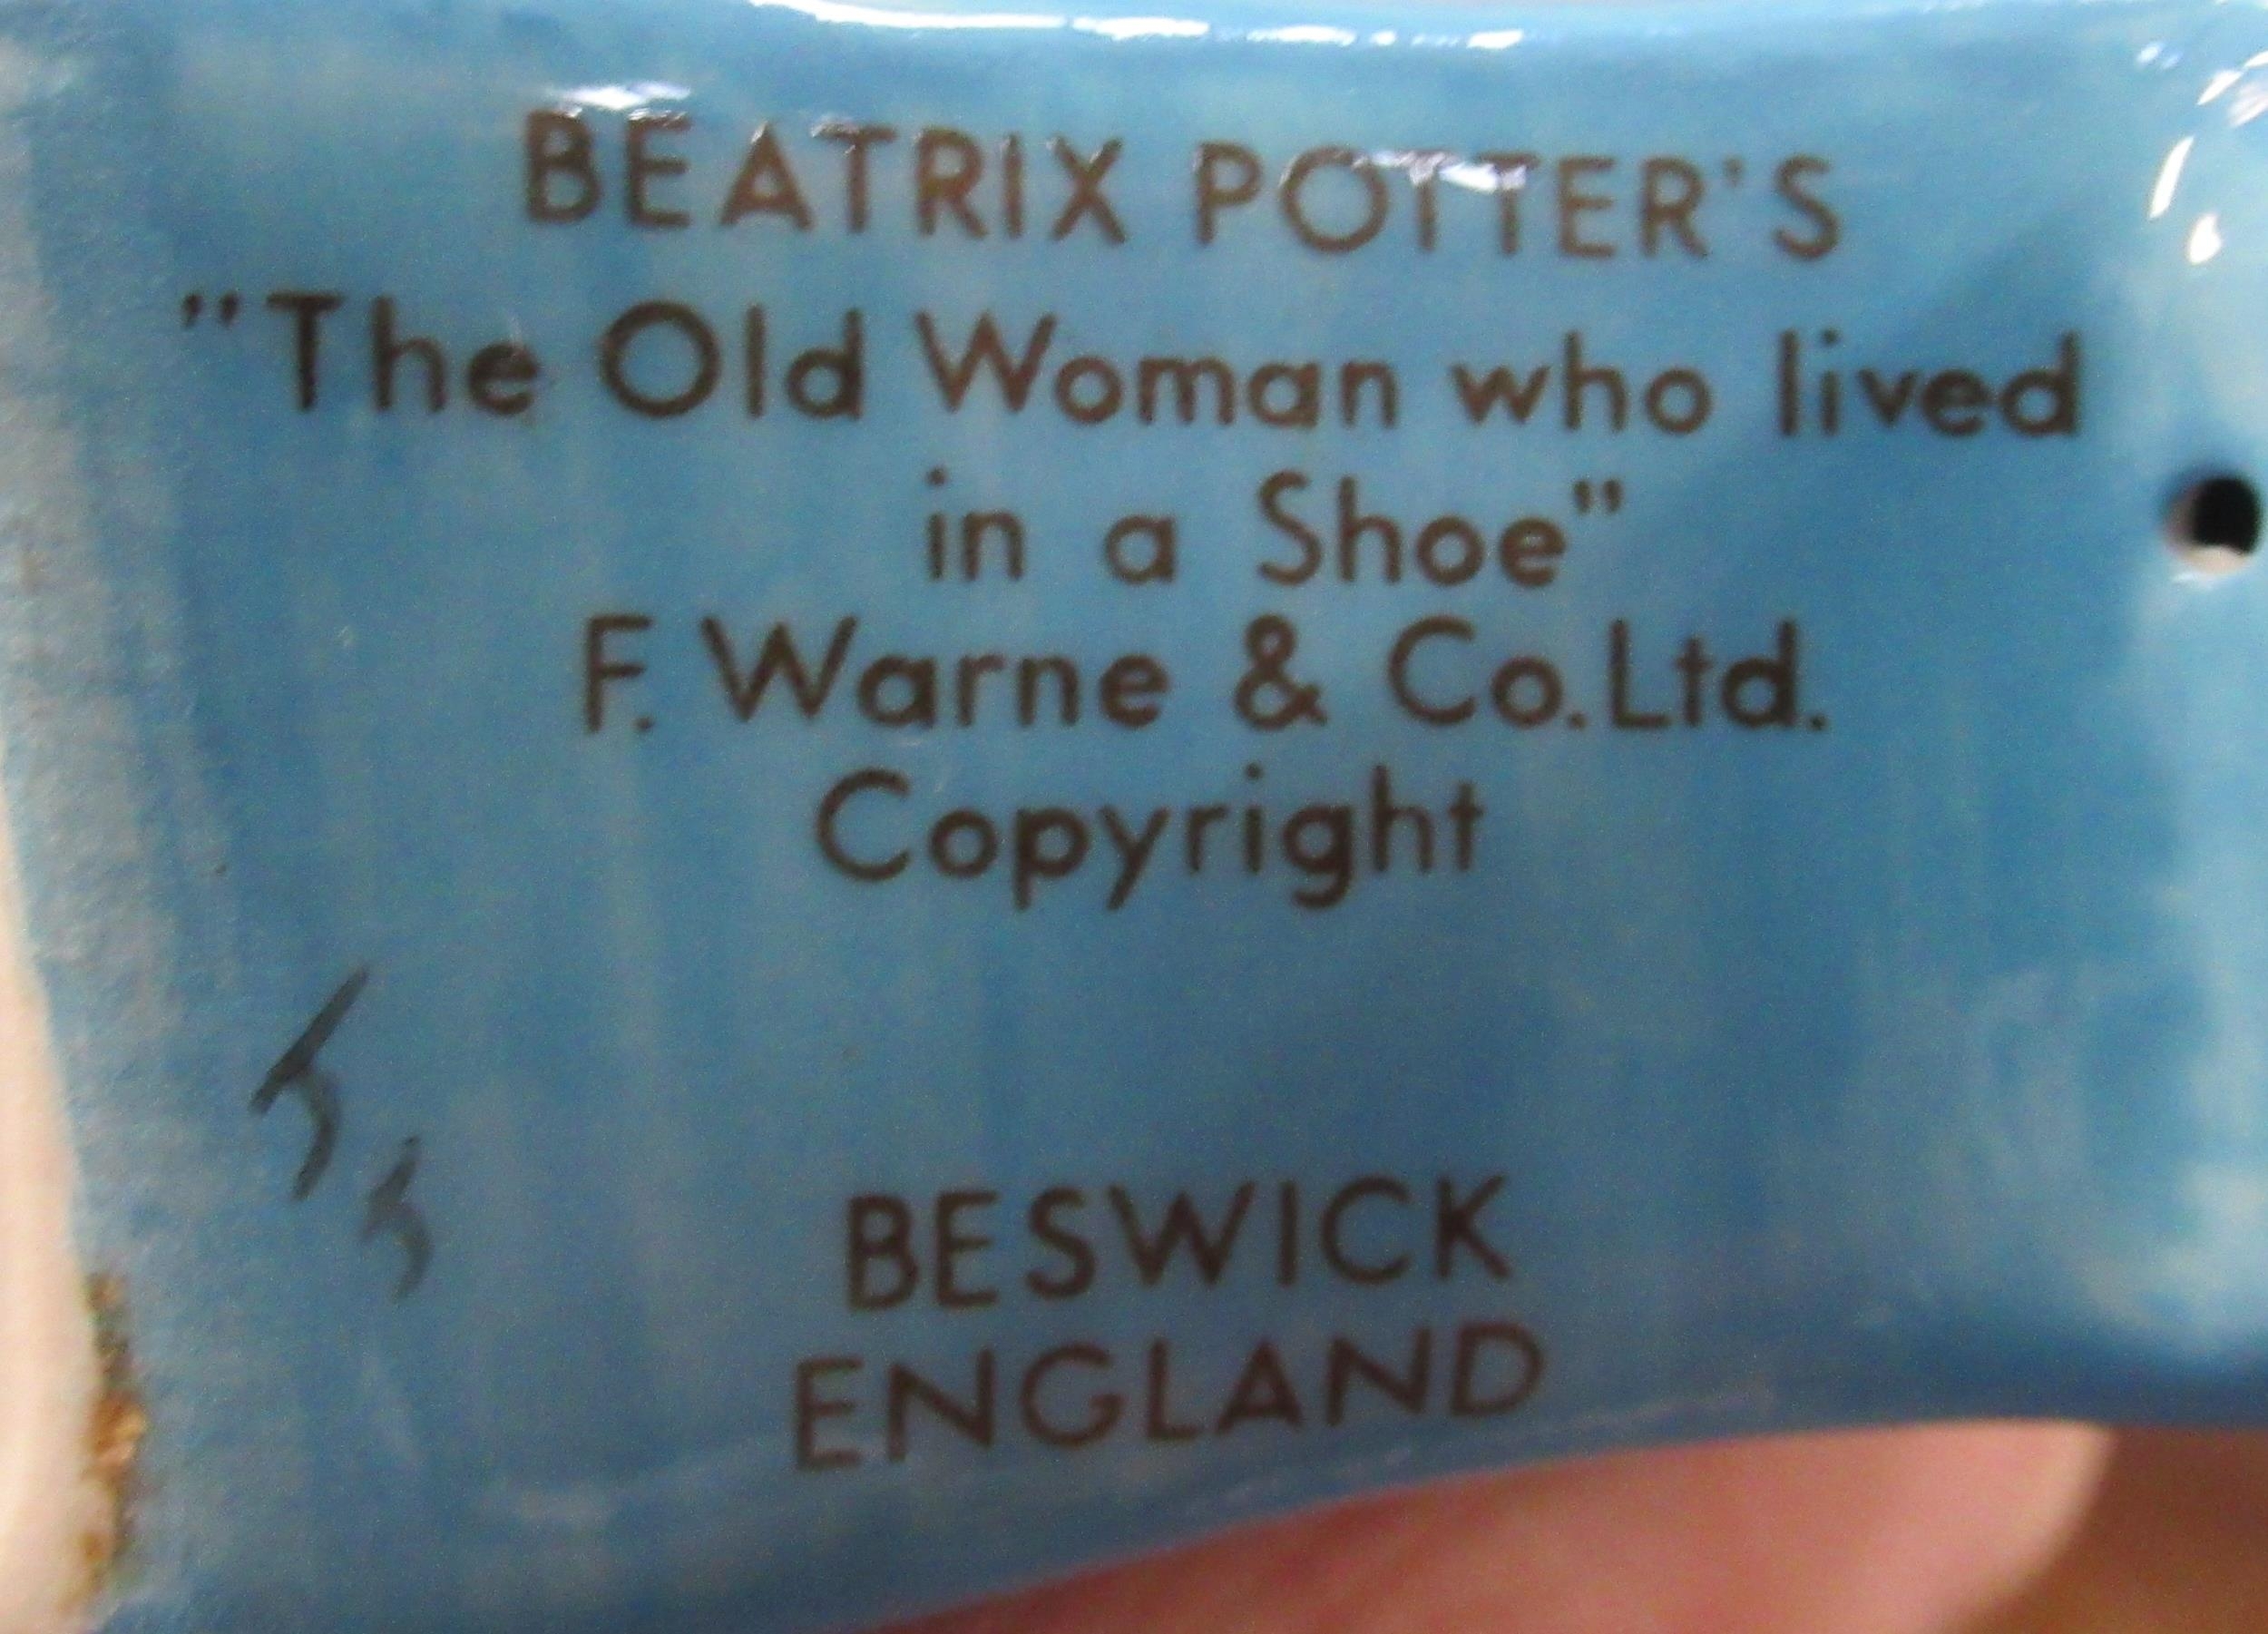 BEATRIX POTTER'S
"The Old Woman who lived
in a Shoe"
F. Warne & Co.Ltd.
Copyright
BESWICK
ENGLAND